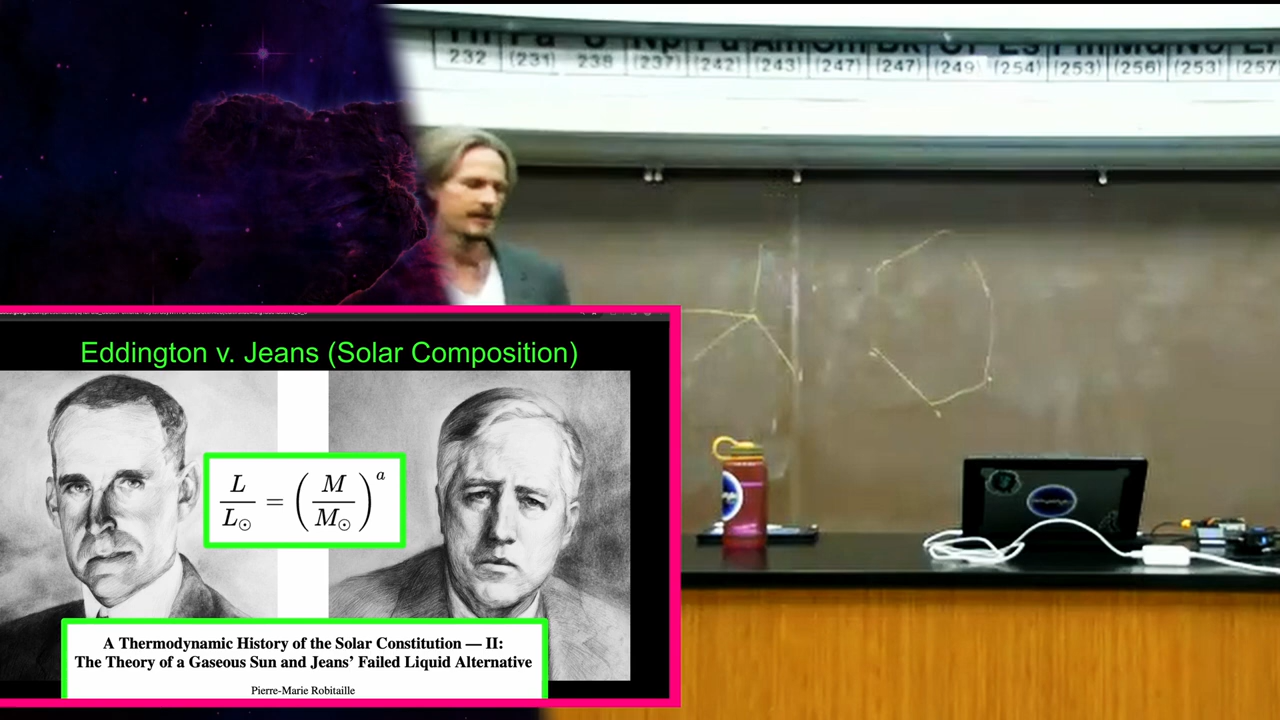 232 (231) 238 (237) (242) (243) (247) (247) (249) (254) (253) (256) (253) (257
Eddington v. Jeans (Solar Composition)
L/L☉ = (M/M☉)^a
A Thermodynamic History of the Solar Constitution — II:
The Theory of a Gaseous Sun and Jeans' Failed Liquid Alternative
Pierre-Marie Robitaille